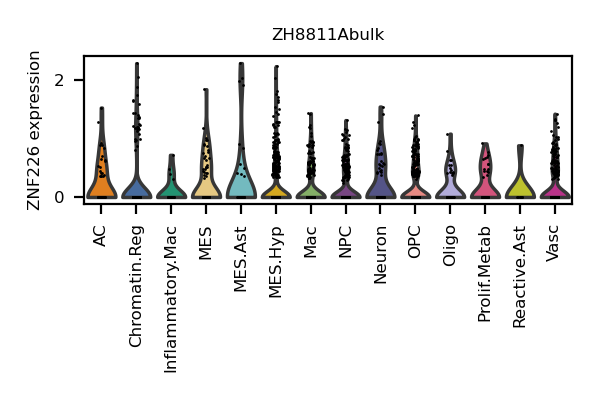 ZH8811Abulk
ZNF226 expression
2
0
AC
Chromatin.Reg
Inflammatory.Mac
MES
MES.Ast
MES.Hyp
Mac
NPC
Neuron
OPC
Oligo
Prolif.Metab
Reactive.Ast
Vasc